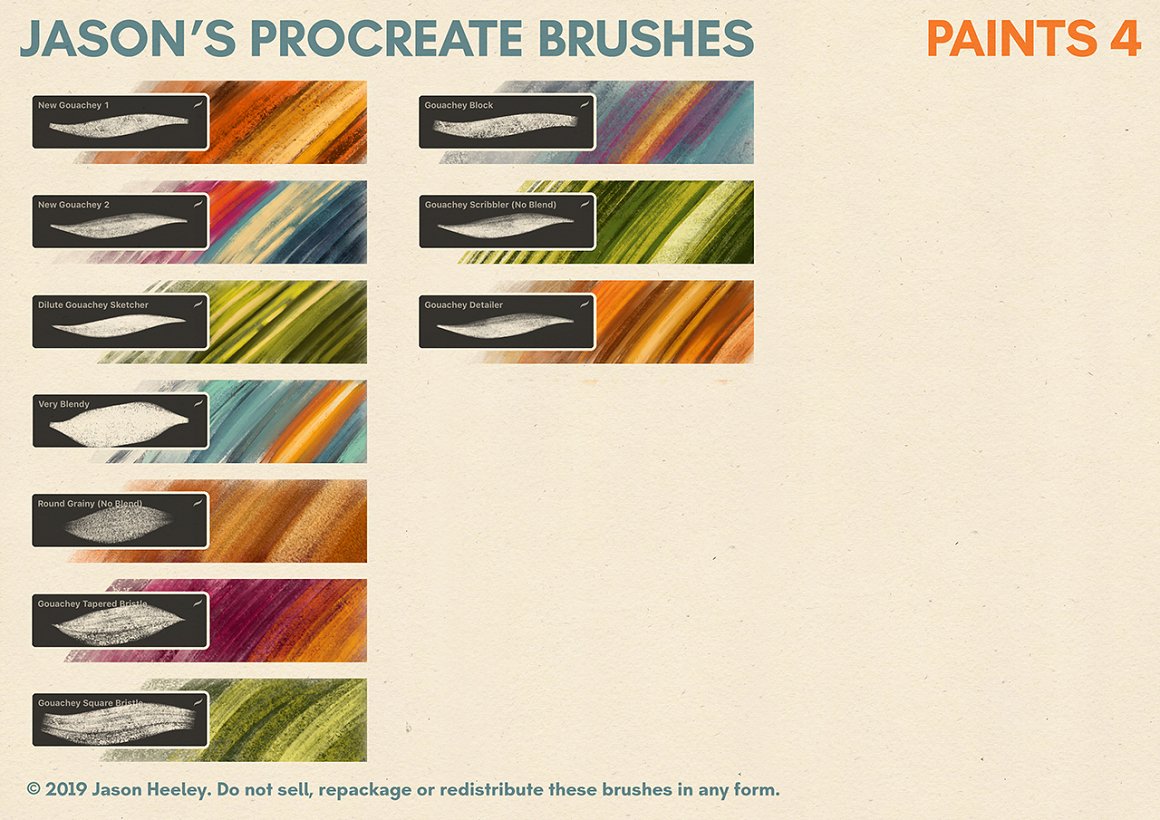 JASON'S PROCREATE BRUSHES
PAINTS 4
New Gouachey 1
New Gouachey 2
Dilute Gouachey Sketcher
Very Blendy
Round Grainy (No Blend)
Gouachey Tapered Bristle
Gouachey Square Bristle
Gouachey Block
Gouachey Scribbler (No Blend)
Gouachey Detailer
© 2019 Jason Heeley. Do not sell, repackage or redistribute these brushes in any form.